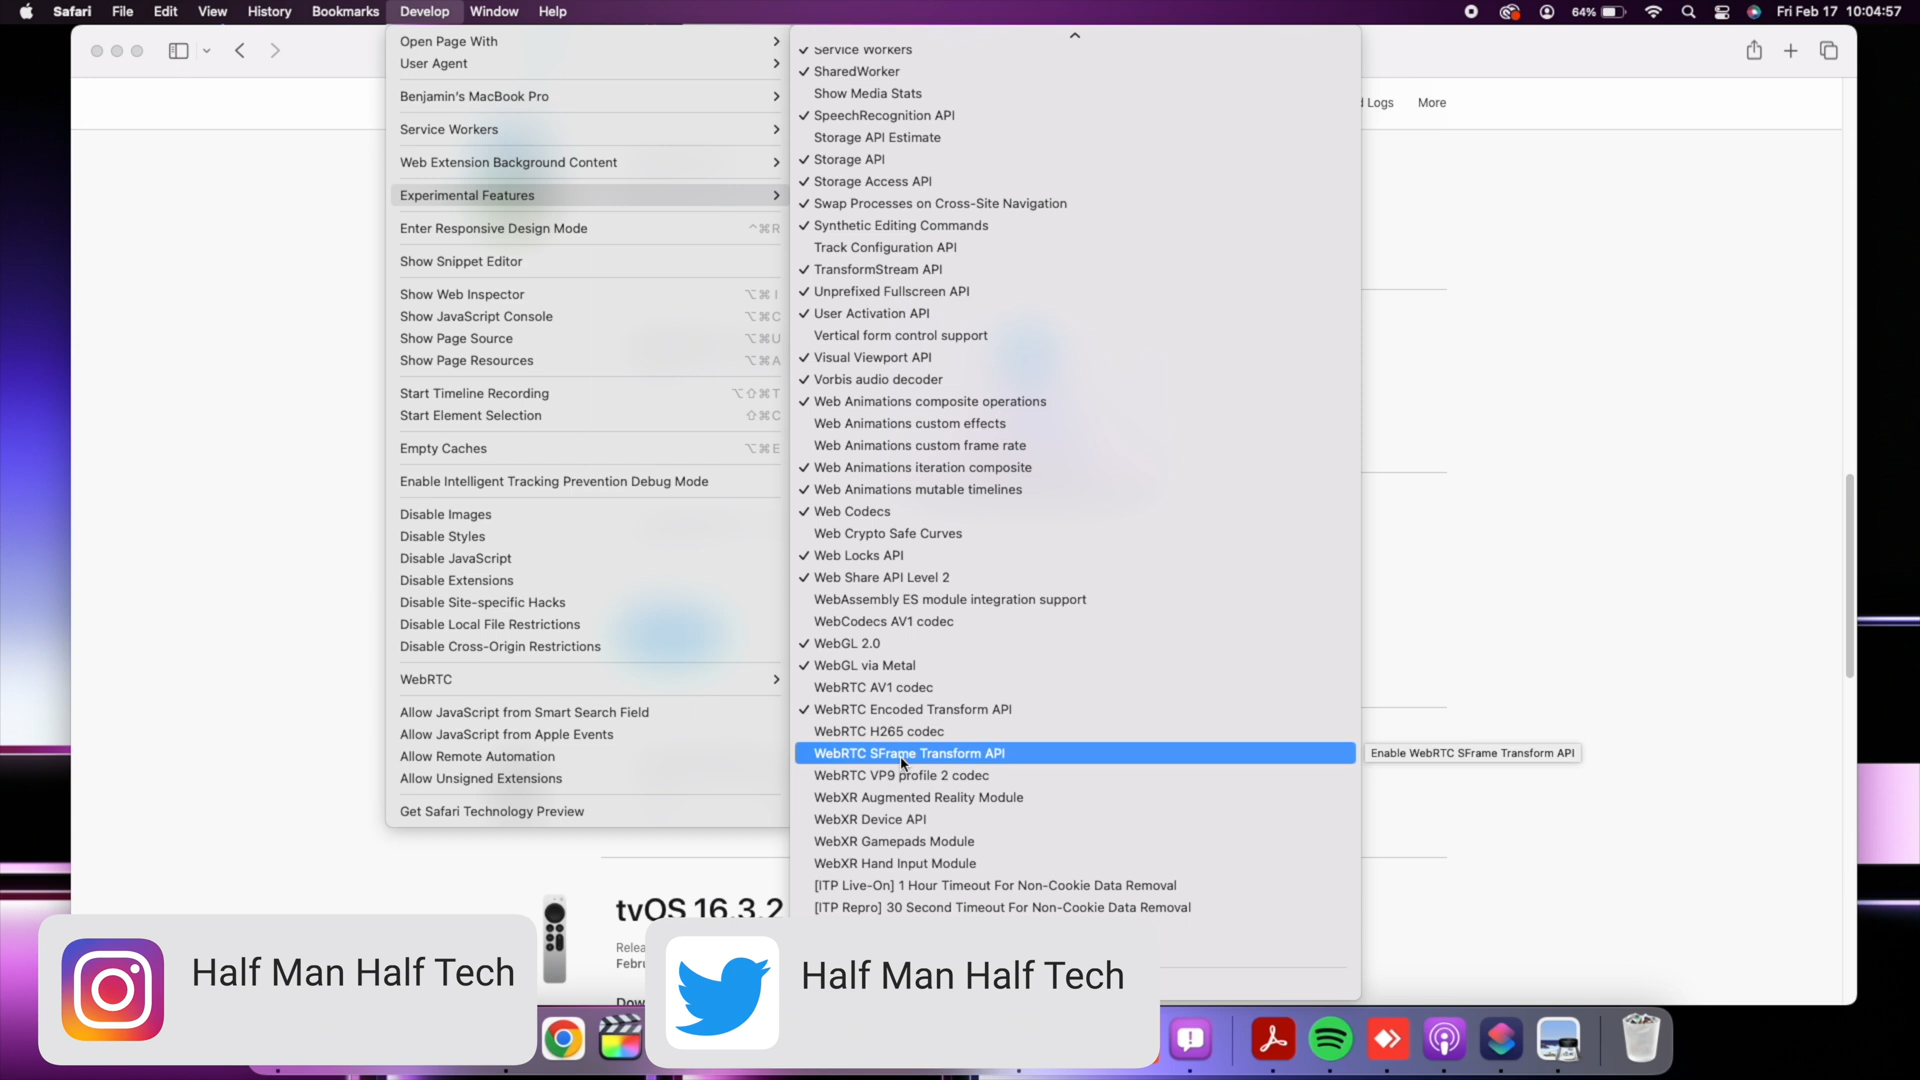 Safari File Edit View History Bookmarks Develop Window Help 64% Fri Feb 17 10:04:57
Logs More
Open Page With
User Agent
Benjamin's MacBook Pro
Service Workers
Web Extension Background Content
Experimental Features
Enter Responsive Design Mode ^⌘R
Show Snippet Editor
Show Web Inspector ⌥⌘I
Show JavaScript Console ⌥⌘C
Show Page Source ⌥⌘U
Show Page Resources ⌥⌘A
Start Timeline Recording ⌥⇧⌘T
Start Element Selection ⇧⌘C
Empty Caches ⌥⌘E
Enable Intelligent Tracking Prevention Debug Mode
Disable Images
Disable Styles
Disable JavaScript
Disable Extensions
Disable Site-specific Hacks
Disable Local File Restrictions
Disable Cross-Origin Restrictions
WebRTC
Allow JavaScript from Smart Search Field
Allow JavaScript from Apple Events
Allow Remote Automation
Allow Unsigned Extensions
Get Safari Technology Preview
✓ Service Workers
✓ SharedWorker
Show Media Stats
✓ SpeechRecognition API
Storage API Estimate
✓ Storage API
✓ Storage Access API
✓ Swap Processes on Cross-Site Navigation
✓ Synthetic Editing Commands
Track Configuration API
✓ TransformStream API
✓ Unprefixed Fullscreen API
✓ User Activation API
Vertical form control support
✓ Visual Viewport API
✓ Vorbis audio decoder
✓ Web Animations composite operations
Web Animations custom effects
Web Animations custom frame rate
✓ Web Animations iteration composite
✓ Web Animations mutable timelines
✓ Web Codecs
Web Crypto Safe Curves
✓ Web Locks API
✓ Web Share API Level 2
WebAssembly ES module integration support
WebCodecs AV1 codec
✓ WebGL 2.0
✓ WebGL via Metal
WebRTC AV1 codec
✓ WebRTC Encoded Transform API
WebRTC H265 codec
WebRTC SFrame Transform API
Enable WebRTC SFrame Transform API
WebRTC VP9 profile 2 codec
WebXR Augmented Reality Module
WebXR Device API
WebXR Gamepads Module
WebXR Hand Input Module
[ITP Live-On] 1 Hour Timeout For Non-Cookie Data Removal
[ITP Repro] 30 Second Timeout For Non-Cookie Data Removal
tvOS 16.3.2
Relea
Febru
Half Man Half Tech
Half Man Half Tech